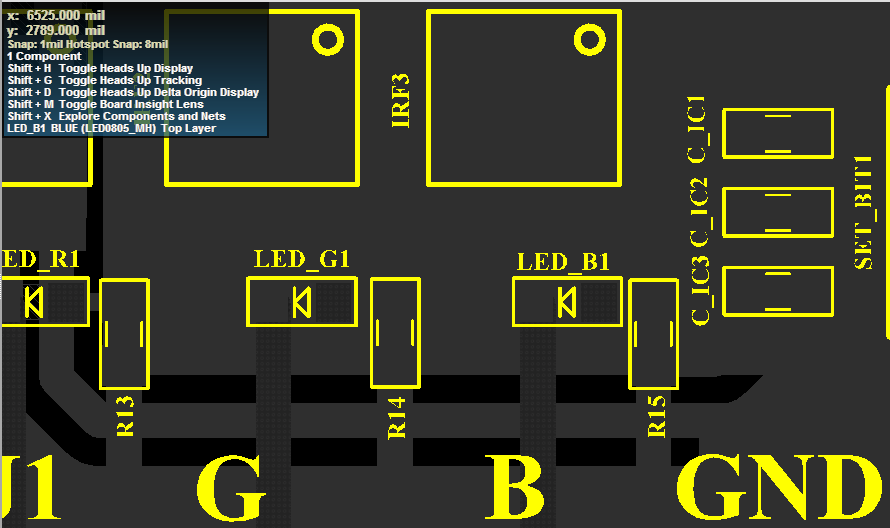 x: 6525.000 mil
y: 2789.000 mil
Snap: 1mil Hotspot Snap: 8mil
1 Component
Shift + H Toggle Heads Up Display
Shift + G Toggle Heads Up Tracking
Shift + D Toggle Heads Up Delta Origin Display
Shift + M Toggle Board Insight Lens
Shift + X Explore Components and Nets
LED_B1 BLUE (LED0805_MH) Top Layer
IRF3
C_IC1
C_IC2
C_IC3
SET_BIT1
ED_R1
LED_G1
LED_B1
R13
R14
R15
J1
G
B
GND